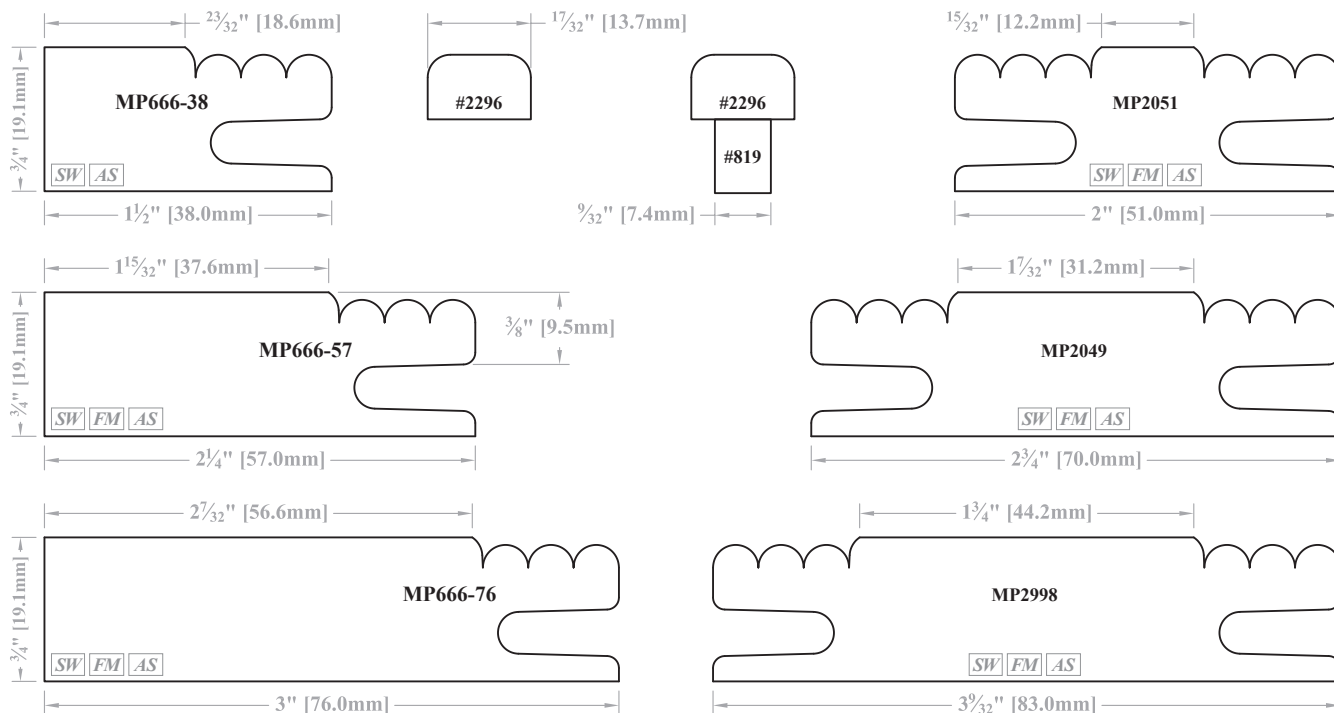 23/32" [18.6mm]
17/32" [13.7mm]
15/32" [12.2mm]
3/4" [19.1mm]
MP666-38
#2296
#2296
MP2051
#819
SW AS
SW FM AS
1 1/2" [38.0mm]
9/32" [7.4mm]
2" [51.0mm]
1 15/32" [37.6mm]
1 7/32" [31.2mm]
3/4" [19.1mm]
3/8" [9.5mm]
MP666-57
MP2049
SW FM AS
SW FM AS
2 1/4" [57.0mm]
2 3/4" [70.0mm]
2 7/32" [56.6mm]
1 3/4" [44.2mm]
3/4" [19.1mm]
MP666-76
MP2998
SW FM AS
SW FM AS
3" [76.0mm]
3 9/32" [83.0mm]